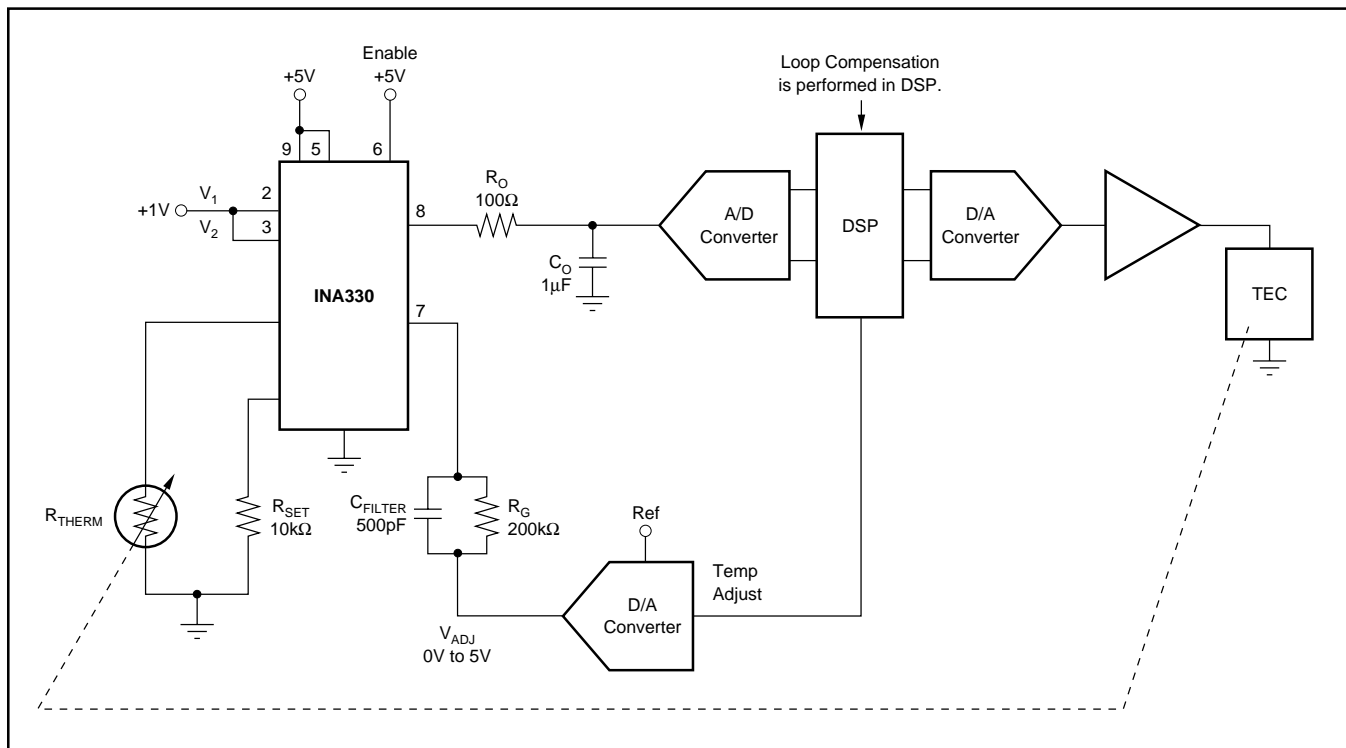 Enable
+5V
+5V
Loop Compensation
is performed in DSP.
9
5
6
V1
2
+1V
V2
3
INA330
8
RO
100Ω
CO
1μF
A/D
Converter
DSP
D/A
Converter
TEC
7
RTHERM
RSET
10kΩ
CFILTER
500pF
RG
200kΩ
Ref
Temp
Adjust
D/A
Converter
VADJ
0V to 5V